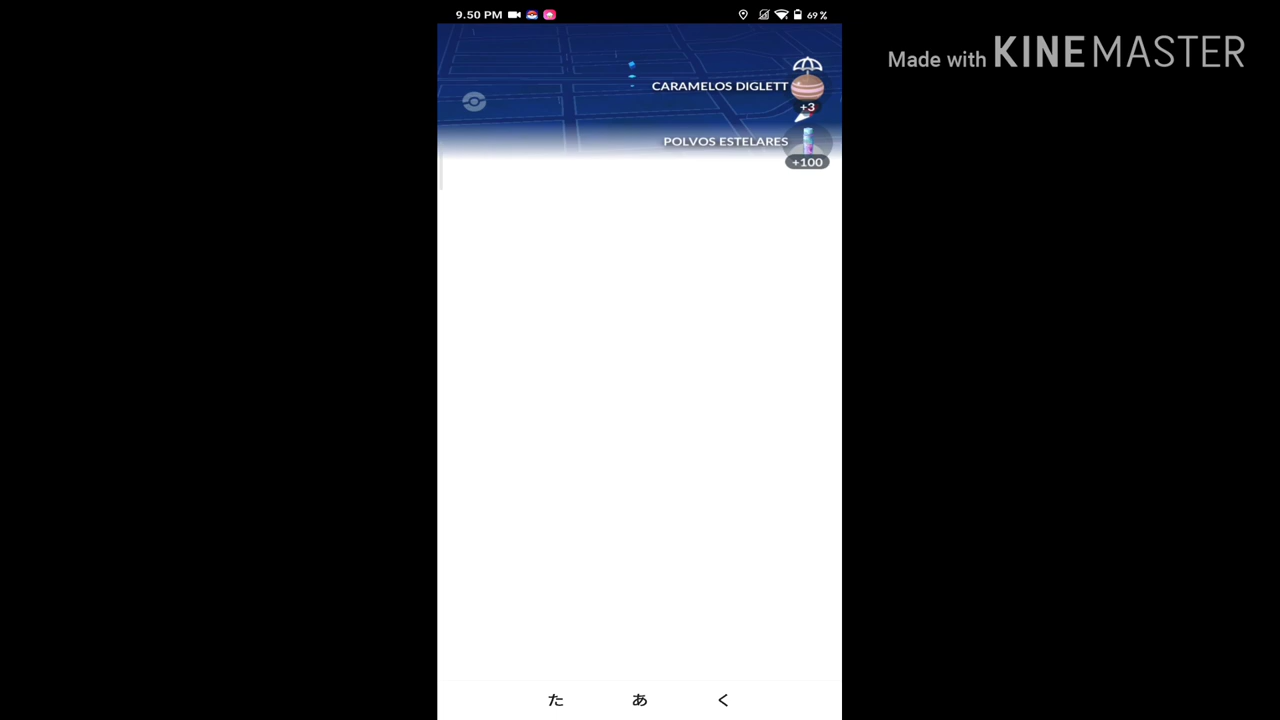 9.50 PM
69 %
Made with KINEMASTER
CARAMELOS DIGLETT
+3
POLVOS ESTELARES
+100
た あ く